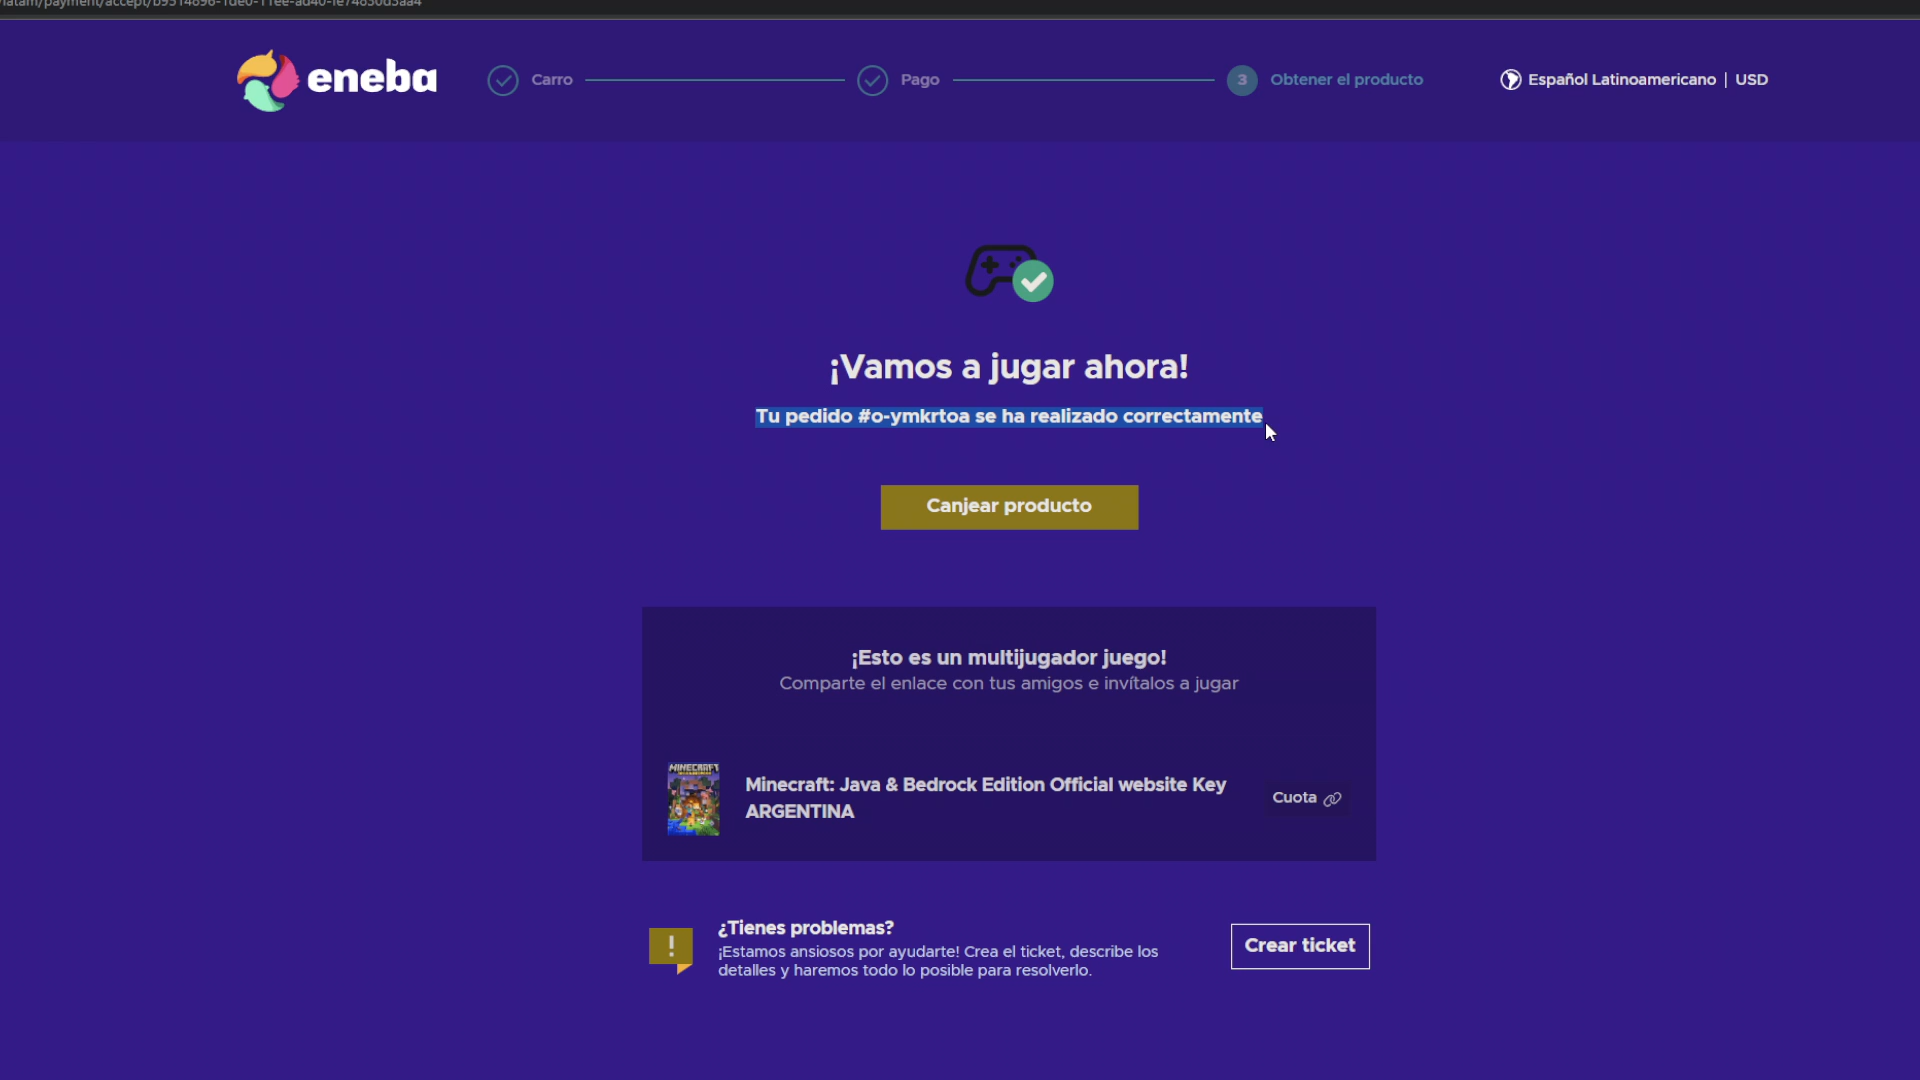 eneba
Carro
Pago
3
Obtener el producto
Español Latinoamericano | USD
¡Vamos a jugar ahora!
Tu pedido #o-ymkrtoa se ha realizado correctamente
Canjear producto
¡Esto es un multijugador juego!
Comparte el enlace con tus amigos e invítalos a jugar
MINECRAFT
Minecraft: Java & Bedrock Edition Official website Key
ARGENTINA
Cuota
!
¿Tienes problemas?
¡Estamos ansiosos por ayudarte! Crea el ticket, describe los
detalles y haremos todo lo posible para resolverlo.
Crear ticket